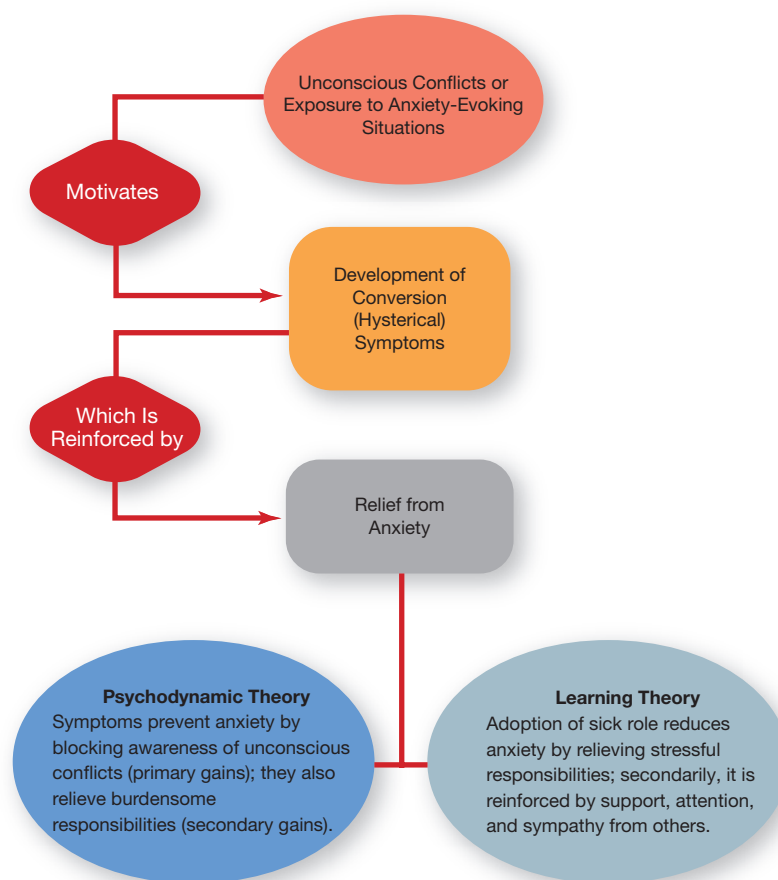 Unconscious Conflicts or
Exposure to Anxiety-Evoking
Situations
Motivates
Development of
Conversion
(Hysterical)
Symptoms
Which Is
Reinforced by
Relief from
Anxiety
Psychodynamic Theory
Symptoms prevent anxiety by
blocking awareness of unconscious
conflicts (primary gains); they also
relieve burdensome
responsibilities (secondary gains).
Learning Theory
Adoption of sick role reduces
anxiety by relieving stressful
responsibilities; secondarily, it is
reinforced by support, attention,
and sympathy from others.